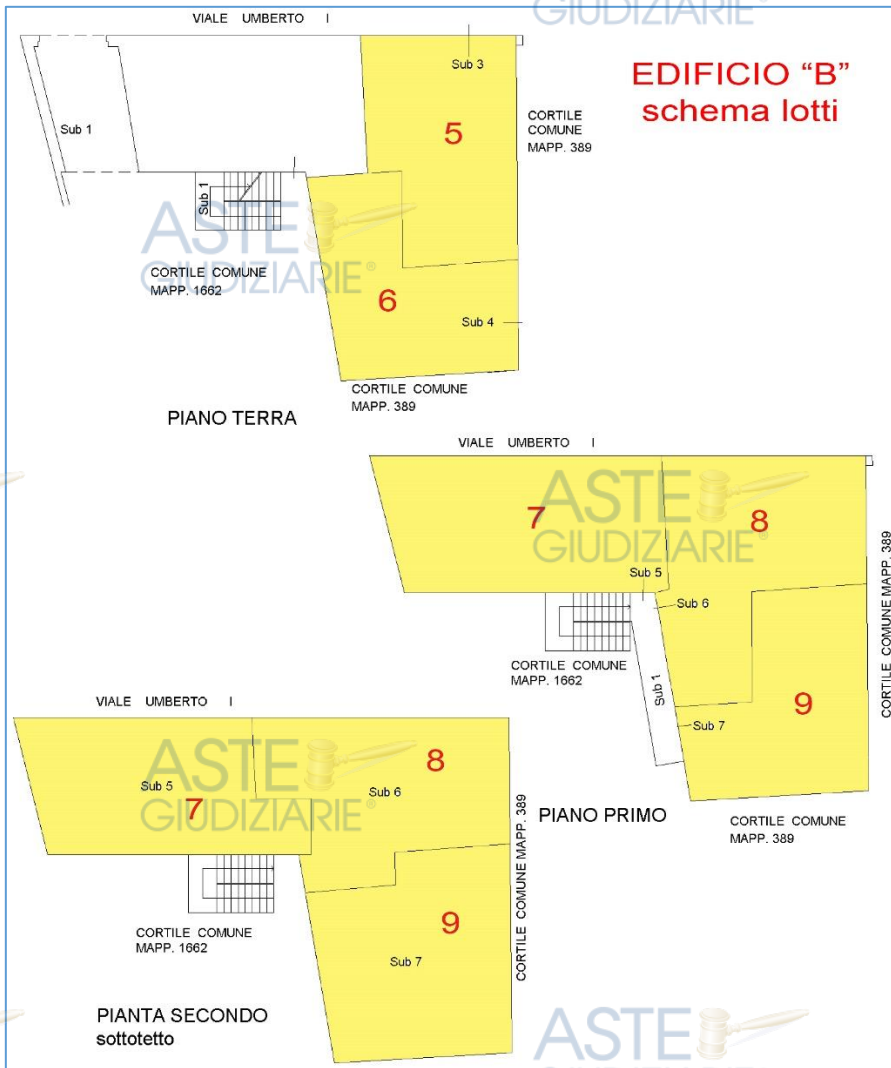 GIUDIZIARIE
VIALE UMBERTO I
EDIFICIO “B”
schema lotti
Sub 3
5
CORTILE
COMUNE
MAPP. 389
Sub 1
Sub 1
ASTE
GIUDIZIARIE®
CORTILE COMUNE
MAPP. 1662
6
Sub 4
CORTILE COMUNE
MAPP. 389
PIANO TERRA
VIALE UMBERTO I
ASTE
GIUDIZIARIE®
7
8
Sub 5
Sub 6
CORTILE COMUNE MAPP. 389
CORTILE COMUNE
MAPP. 1662
Sub 1
9
Sub 7
PIANO PRIMO
CORTILE COMUNE
MAPP. 389
VIALE UMBERTO I
ASTE
GIUDIZIARIE®
Sub 5
7
8
Sub 6
CORTILE COMUNE MAPP. 389
CORTILE COMUNE
MAPP. 1662
9
Sub 7
PIANTA SECONDO
sottotetto
ASTE
GIUDIZIARIE